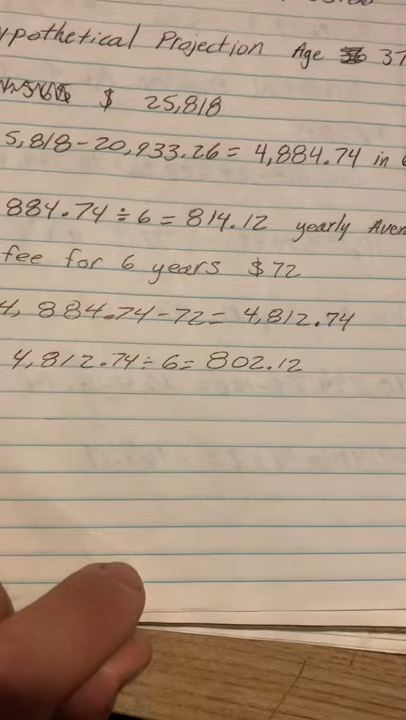 ypothetical Projection Age 37
$ 25,818
5,818-20,933.26= 4,884.74 in
884.74÷6=814.12 yearly Aver
fee for 6 years $72
4,884.74-72=4,812.74
4,812.74÷6=802.12